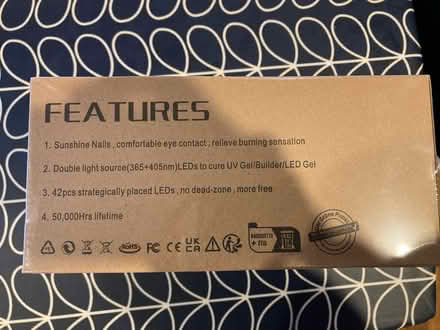 FEATURES
1. Sunshine Nails , comfortable eye contact , relieve burning sensation
2. Double light source(365+405nm)LEDs to cure UV Gel/Builder/LED Gel
3. 42pcs strategically placed LEDs , no dead-zone , more free
4. 50,000Hrs lifetime
RoHS FC CE UK CA